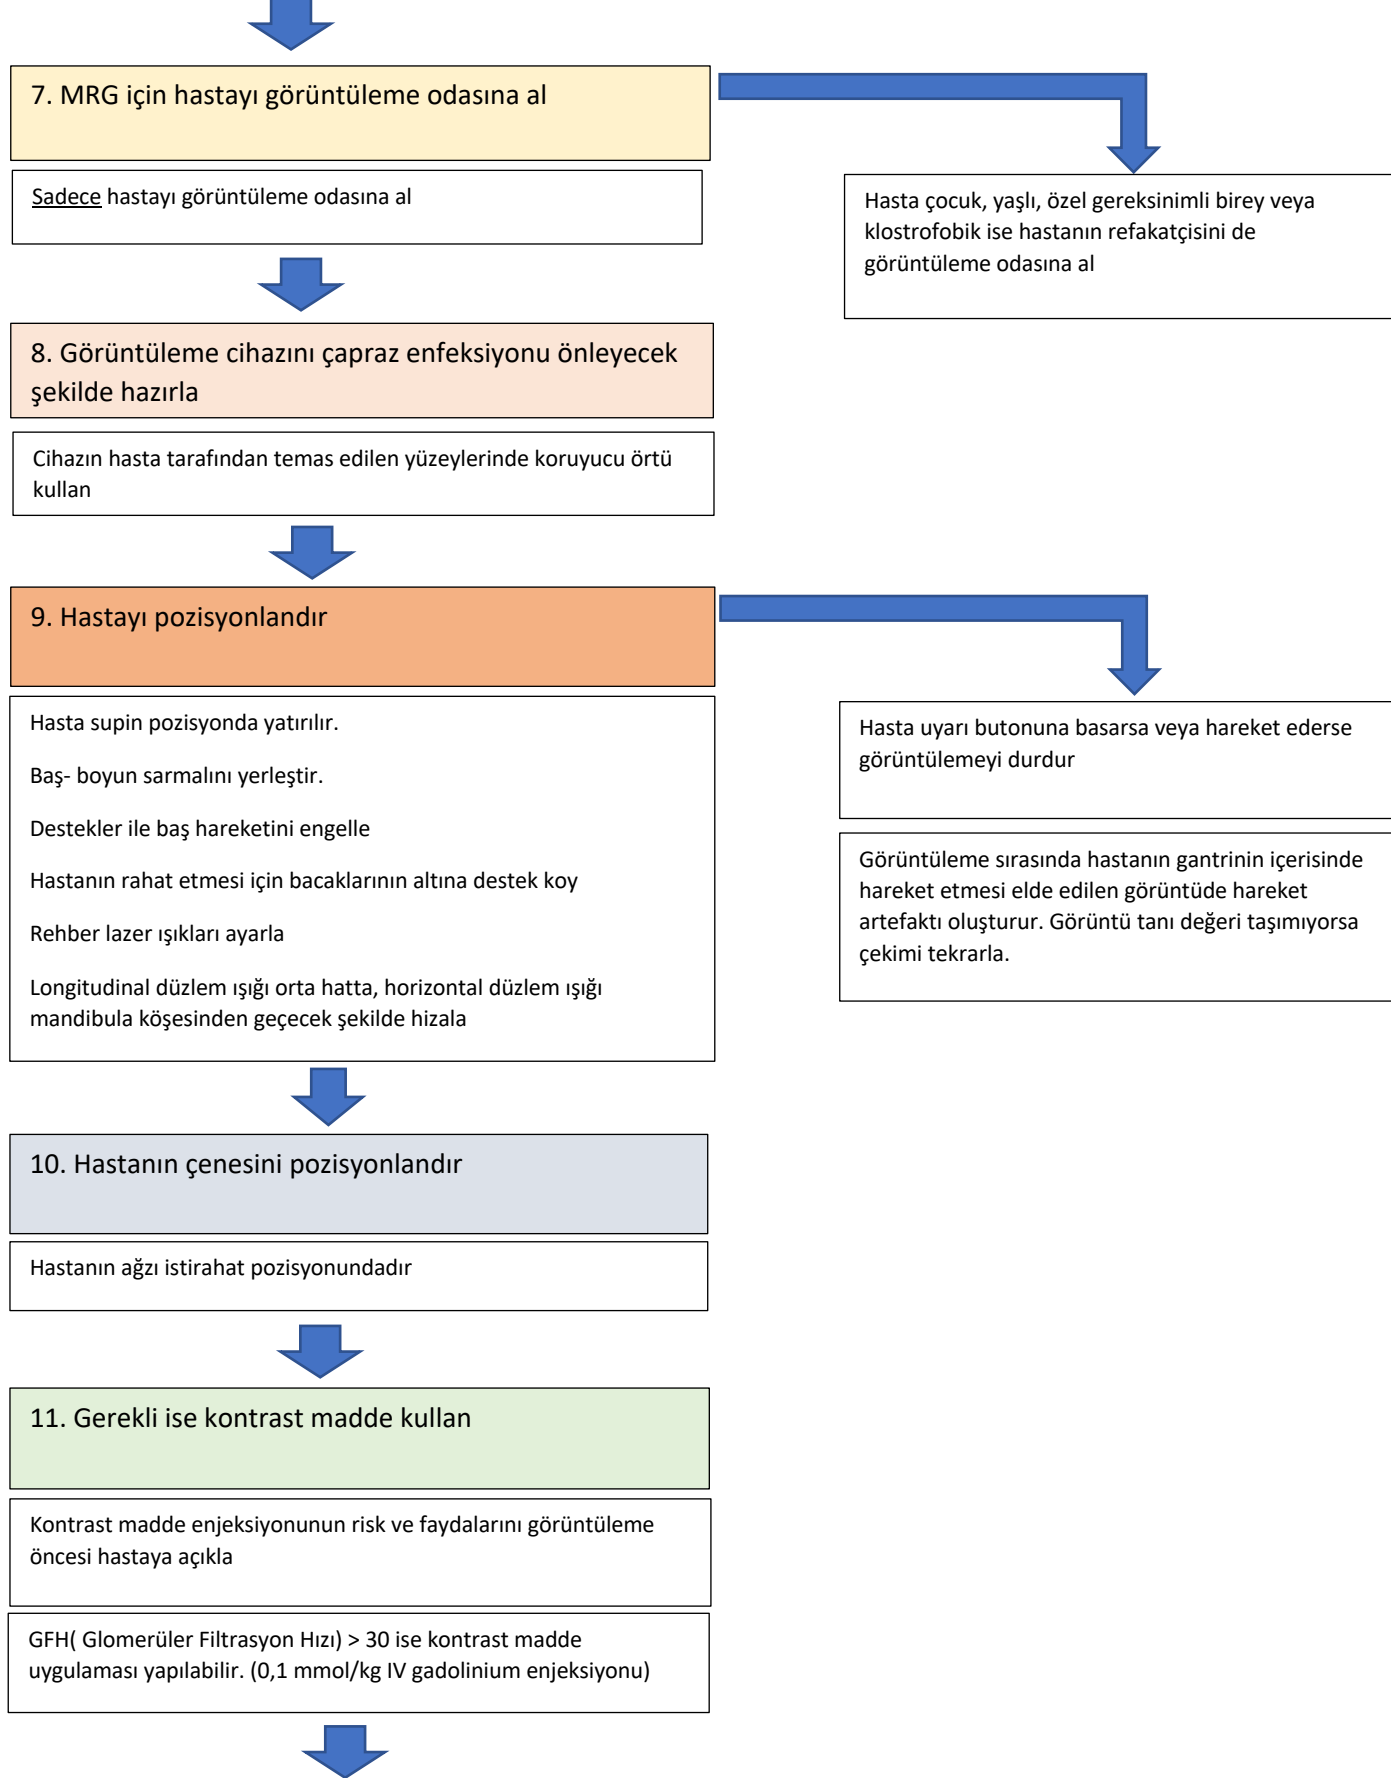 7. MRG için hastayı görüntüleme odasına al
Sadece hastayı görüntüleme odasına al
Hasta çocuk, yaşlı, özel gereksinimli birey veya
klostrofobik ise hastanın refakatçisini de
görüntüleme odasına al
8. Görüntüleme cihazını çapraz enfeksiyonu önleyecek
şekilde hazırla
Cihazın hasta tarafından temas edilen yüzeylerinde koruyucu örtü
kullan
9. Hastayı pozisyonlandır
Hasta supin pozisyonda yatırılır.
Baş- boyun sarmalını yerleştir.
Destekler ile baş hareketini engelle
Hastanın rahat etmesi için bacaklarının altına destek koy
Rehber lazer ışıkları ayarla
Longitudinal düzlem ışığı orta hatta, horizontal düzlem ışığı
mandibula köşesinden geçecek şekilde hizala
Hasta uyarı butonuna basarsa veya hareket ederse
görüntülemeyi durdur
Görüntüleme sırasında hastanın gantrinin içerisinde
hareket etmesi elde edilen görüntüde hareket
artefaktı oluşturur. Görüntü tanı değeri taşımıyorsa
çekimi tekrarla.
10. Hastanın çenesini pozisyonlandır
Hastanın ağzı istirahat pozisyonundadır
11. Gerekli ise kontrast madde kullan
Kontrast madde enjeksiyonunun risk ve faydalarını görüntüleme
öncesi hastaya açıkla
GFH( Glomerüler Filtrasyon Hızı) > 30 ise kontrast madde
uygulaması yapılabilir. (0,1 mmol/kg IV gadolinium enjeksiyonu)